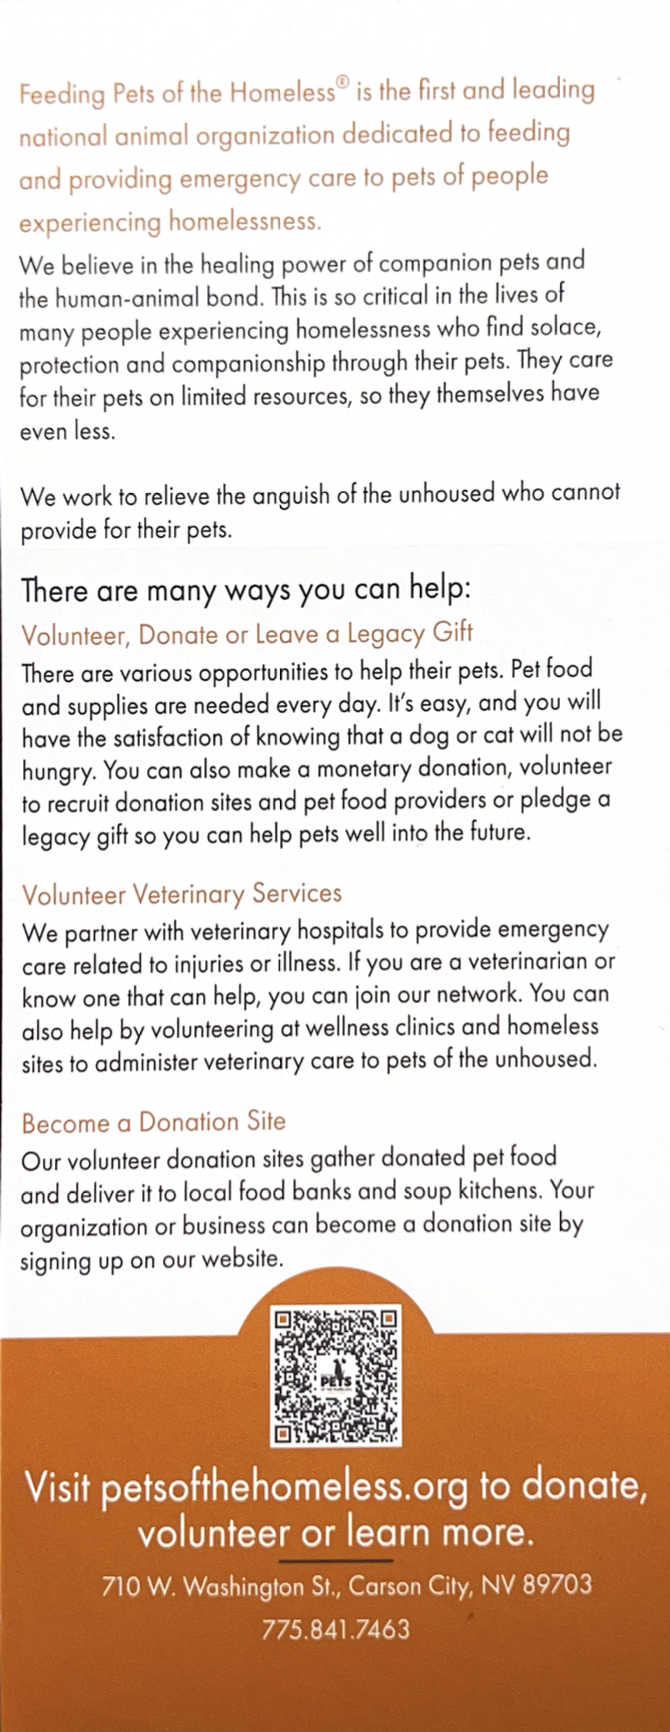 Feeding Pets of the Homeless® is the first and leading
national animal organization dedicated to feeding
and providing emergency care to pets of people
experiencing homelessness.
We believe in the healing power of companion pets and
the human-animal bond. This is so critical in the lives of
many people experiencing homelessness who find solace,
protection and companionship through their pets. They care
for their pets on limited resources, so they themselves have
even less.
We work to relieve the anguish of the unhoused who cannot
provide for their pets.
There are many ways you can help:
Volunteer, Donate or Leave a Legacy Gift
There are various opportunities to help their pets. Pet food
and supplies are needed every day. It's easy, and you will
have the satisfaction of knowing that a dog or cat will not be
hungry. You can also make a monetary donation, volunteer
to recruit donation sites and pet food providers or pledge a
legacy gift so you can help pets well into the future.
Volunteer Veterinary Services
We partner with veterinary hospitals to provide emergency
care related to injuries or illness. If you are a veterinarian or
know one that can help, you can join our network. You can
also help by volunteering at wellness clinics and homeless
sites to administer veterinary care to pets of the unhoused.
Become a Donation Site
Our volunteer donation sites gather donated pet food
and deliver it to local food banks and soup kitchens. Your
organization or business can become a donation site by
signing up on our website.
PETS
Visit petsofthehomeless.org to donate,
volunteer or learn more.
710 W. Washington St., Carson City, NV 89703
775.841.7463